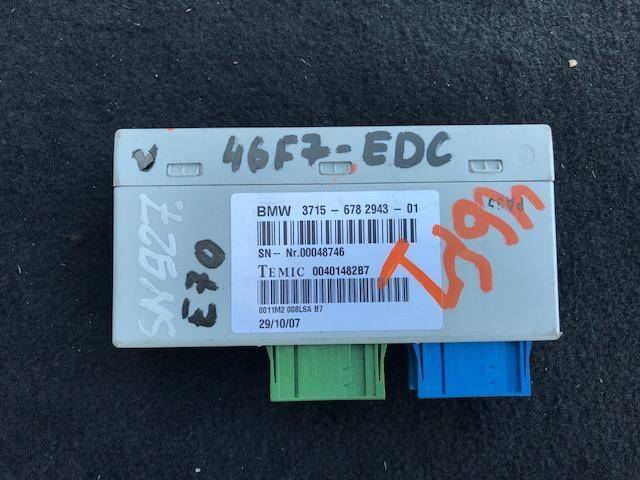 46F7-EDC
BMW 3715 - 678 2943 - 01
SN- Nr.00048746
TEMIC 00401482B7
0011M2 008LSA B7
29/10/07
SN927.
E70